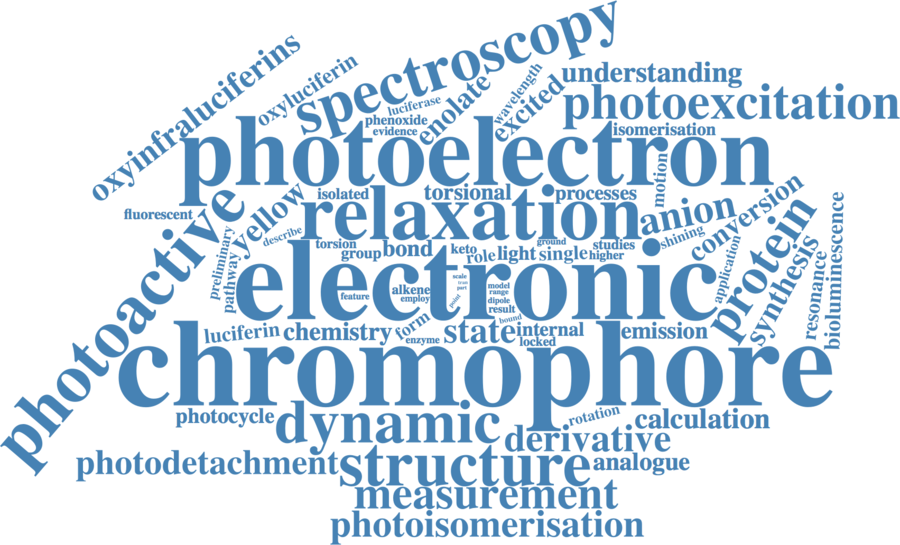 spectroscopy
oxyinfraluciferins
oxyluciferin
luciferase
enolate
wavelength
excited
understanding
photoexcitation
phenoxide
evidence
isomerisation
photoelectron
motion
isolated
torsional
processes
fluorescent
yellow
relaxation
anion
conversion
photoactive
describe
shining
preliminary
pathway
torsion
group
bond
keto
role
light
ground
single
studies
higher
application
protein
synthesis
resonance
bioluminescence
electronic
scale
part
point
model
range
dipole
result
alkene
employ
feature
bound
luciferin
chemistry
form
enzyme
state
internal
locked
emission
chromophore
photocycle
dynamic
rotation
calculation
derivative
photodetachment
structure
analogue
measurement
photoisomerisation